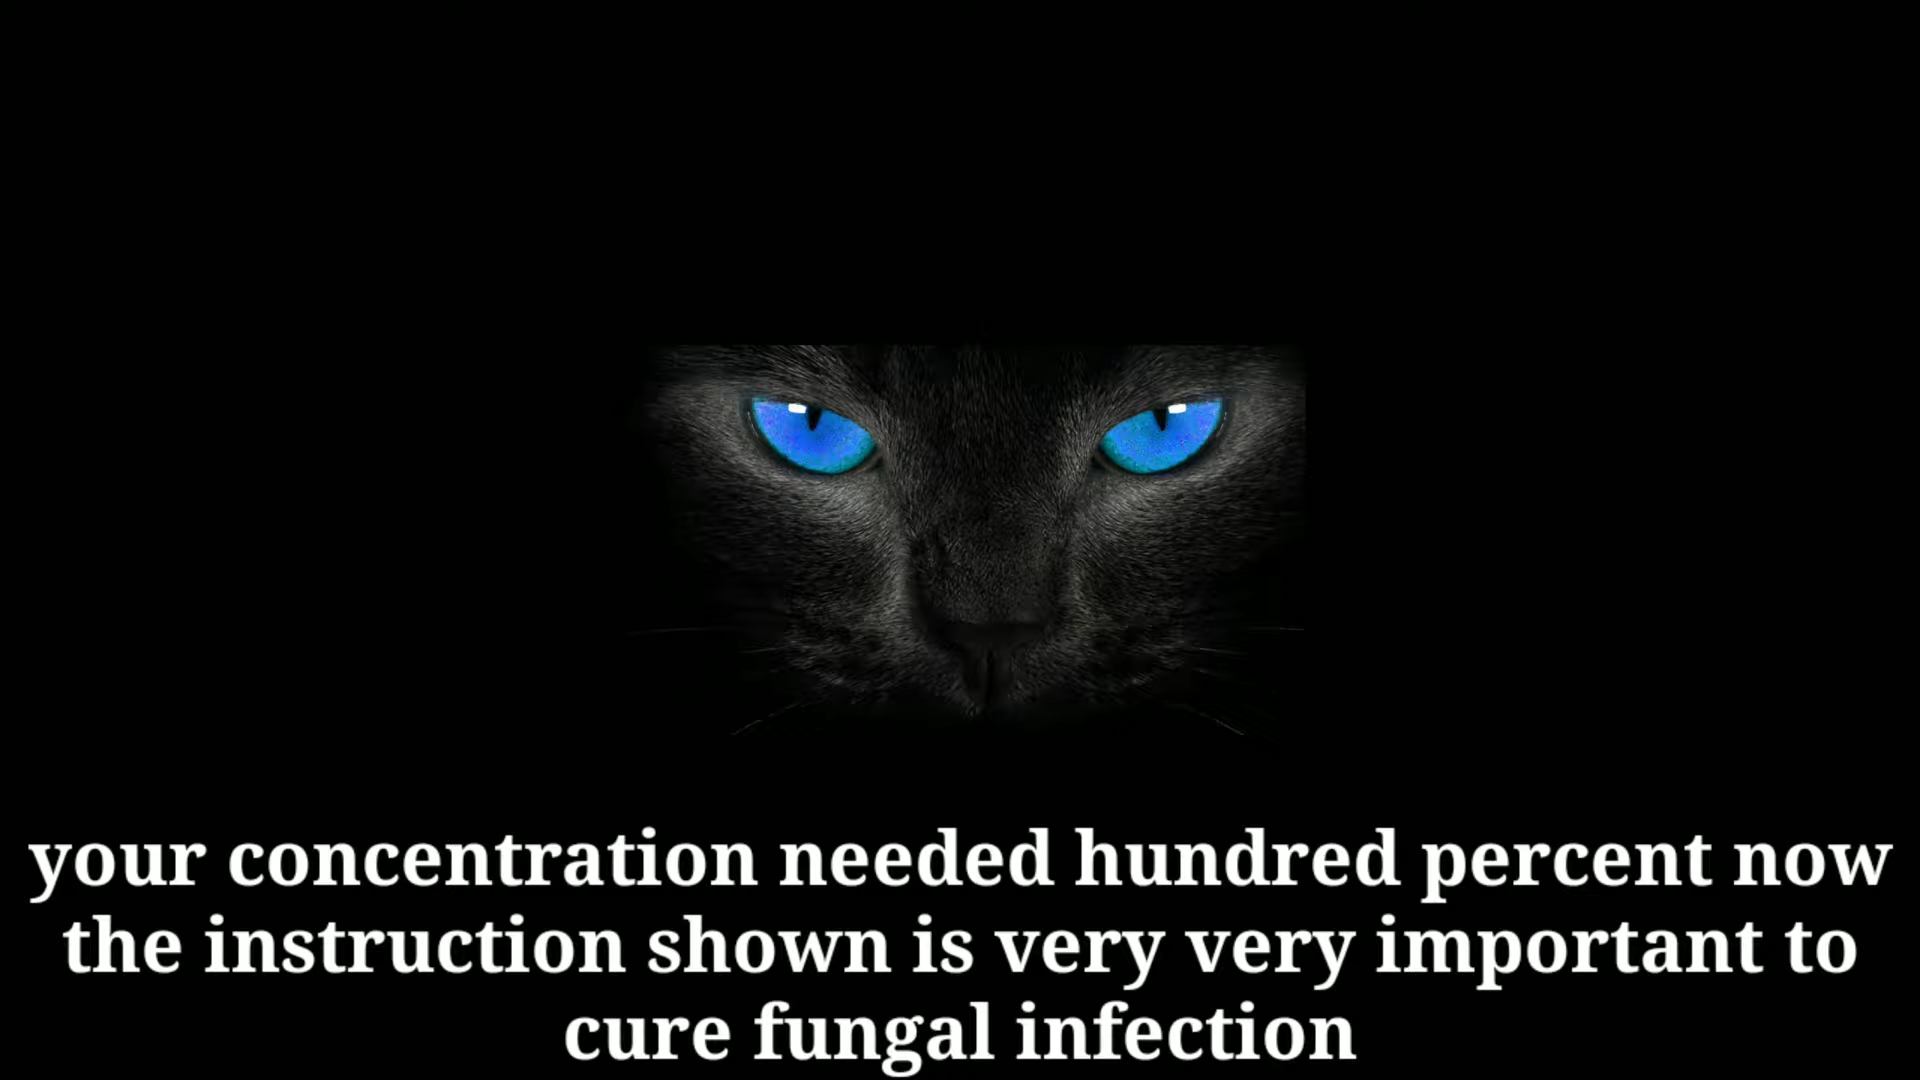 your concentration needed hundred percent now
the instruction shown is very very important to
cure fungal infection